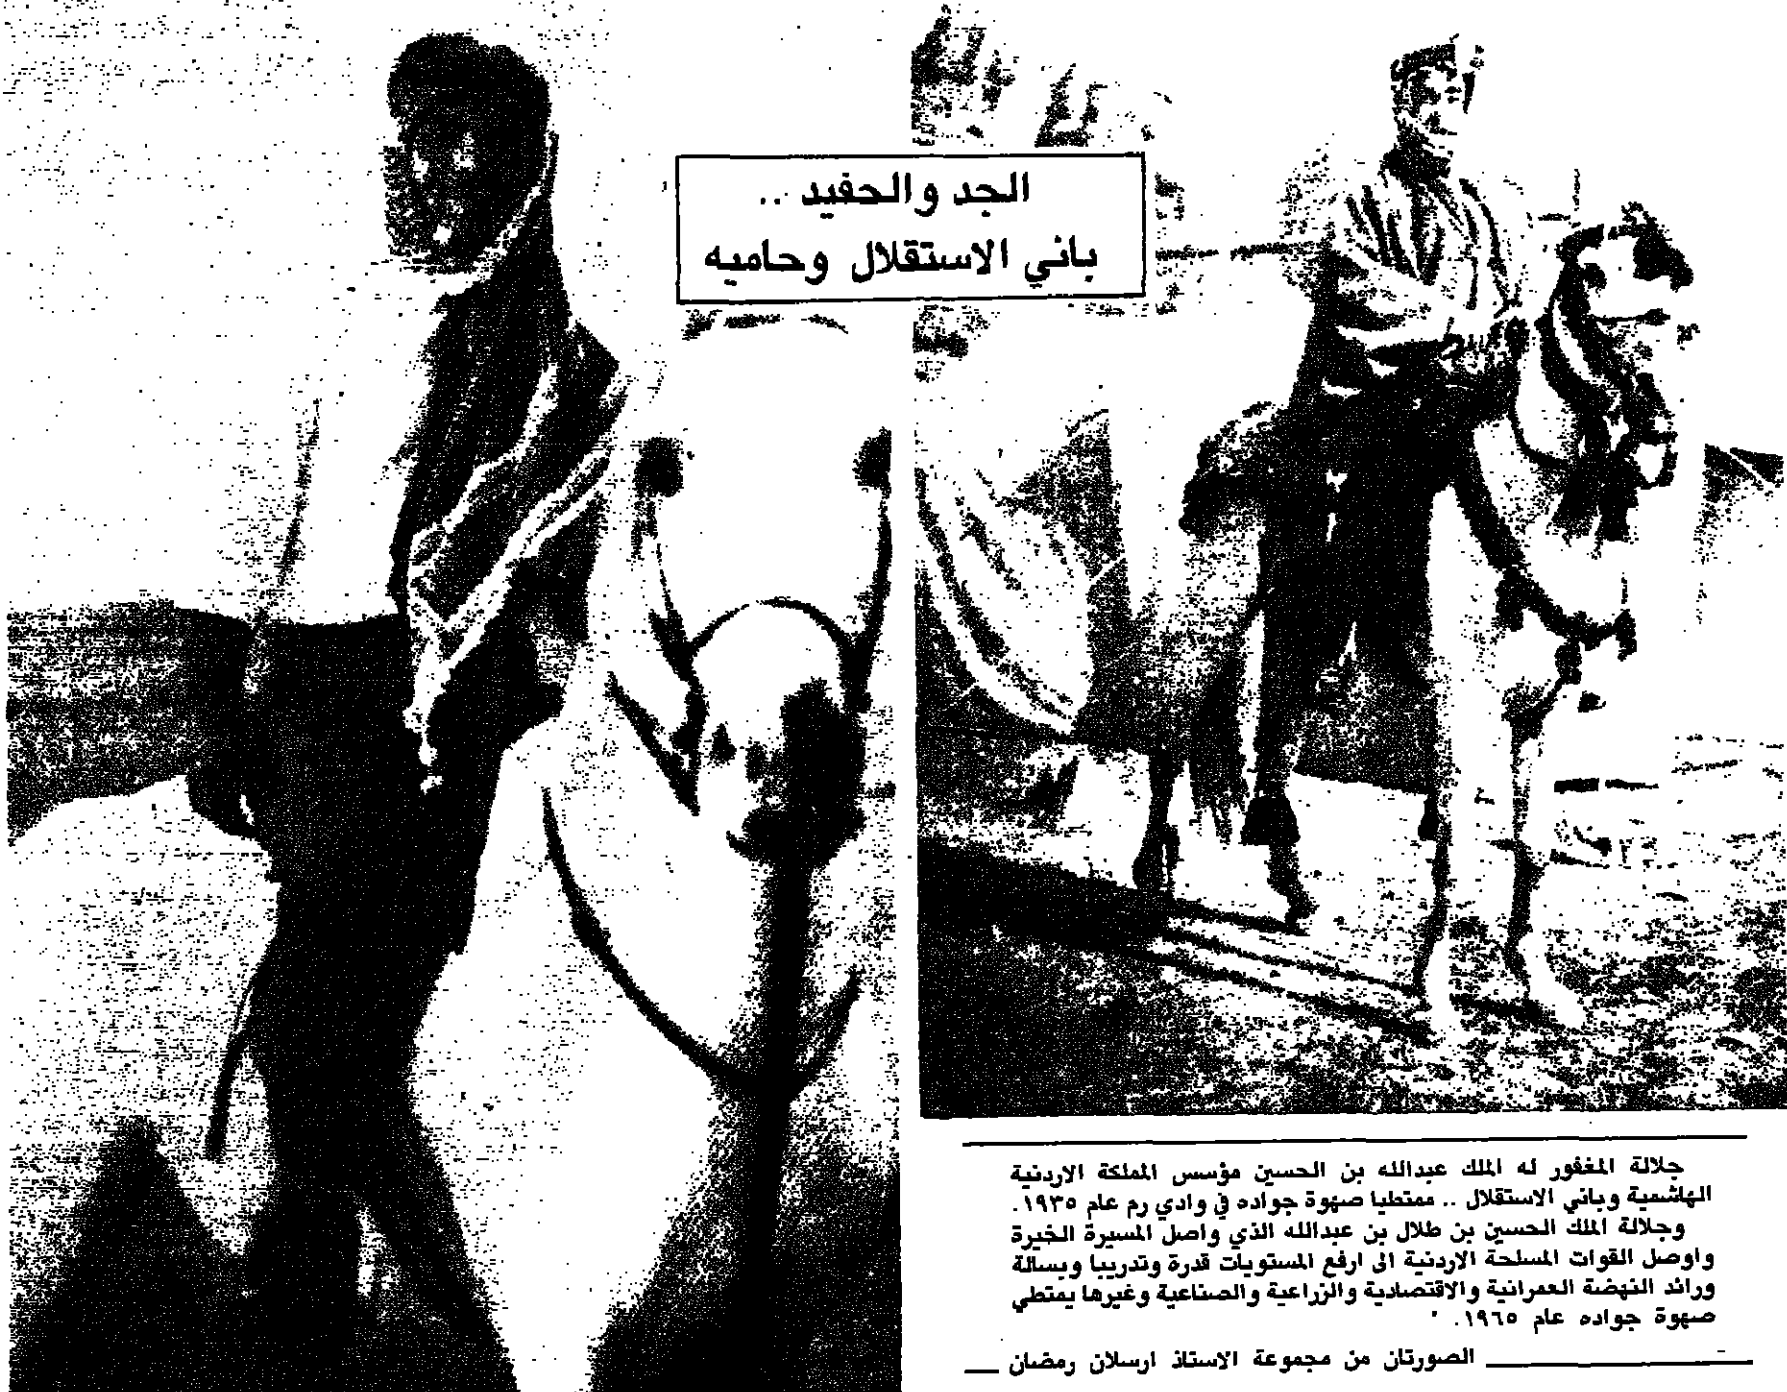 الجد والحفيد ..
باني الاستقلال وحاميه
جلالة المغفور له الملك عبدالله بن الحسين مؤسس المملكة الاردنية
الهاشمية وباني الاستقلال .. ممتطيا صهوة جواده في وادي رم عام ١٩٣٥.
وجلالة الملك الحسين بن طلال بن عبدالله الذي واصل المسيرة الخيرة
واوصل القوات المسلحة الاردنية الى ارفع المستويات قدرة وتدريبا وبسالة
ورائد النهضة العمرانية والاقتصادية والزراعية والصناعية وغيرها يمتطي
صهوة جواده عام ١٩٦٥.
الصورتان من مجموعة الاستاذ ارسلان رمضان